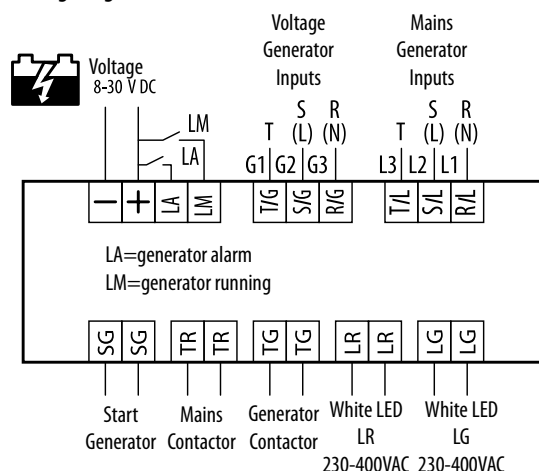 Voltage
8-30 V DC
Voltage
Generator
Inputs
Mains
Generator
Inputs
LM
LA
S R
T (L) (N)
S R
T (L) (N)
G1 G2 G3
L3 L2 L1
− + LA LM
T/G S/G R/G
T/L S/L R/L
LA=generator alarm
LM=generator running
SG SG TR TR TG TG LR LR LG LG
Start
Generator
Mains
Contactor
Generator
Contactor
White LED
LR
230-400VAC
White LED
LG
230-400VAC